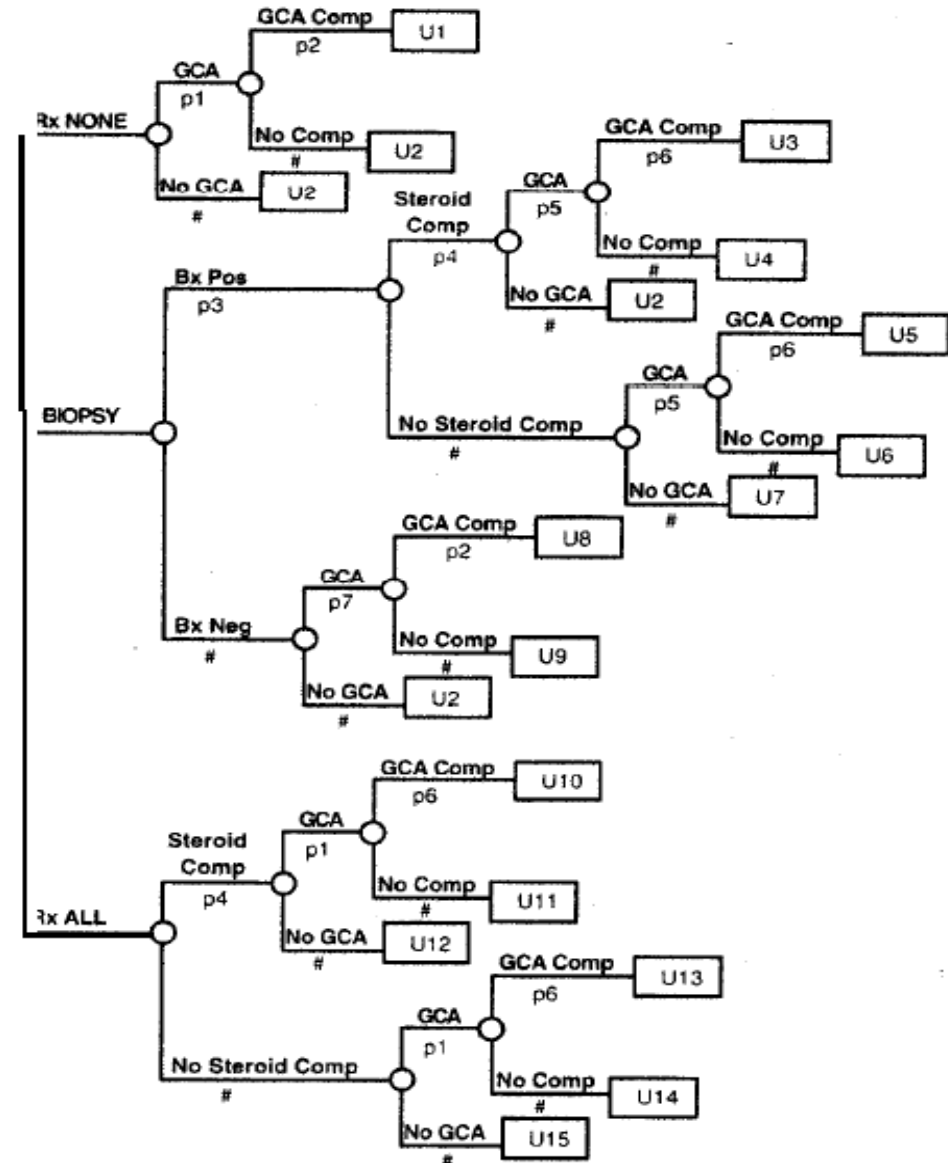 GCA Comp
p2
U1
GCA
p1
Rx NONE
No Comp
#
U2
No GCA
#
U2
GCA Comp
p6
U3
GCA
p5
Steroid
Comp
p4
No Comp
#
U4
No GCA
#
U2
Bx Pos
p3
GCA Comp
p6
U5
GCA
p5
BIOPSY
No Steroid Comp
#
No Comp
#
U6
No GCA
#
U7
GCA Comp
p2
U8
GCA
p7
Bx Neg
#
No Comp
#
U9
No GCA
#
U2
GCA Comp
p6
U10
GCA
p1
Steroid
Comp
p4
No Comp
#
U11
No GCA
#
U12
Rx ALL
GCA Comp
p6
U13
GCA
p1
No Steroid Comp
#
No Comp
#
U14
No GCA
#
U15